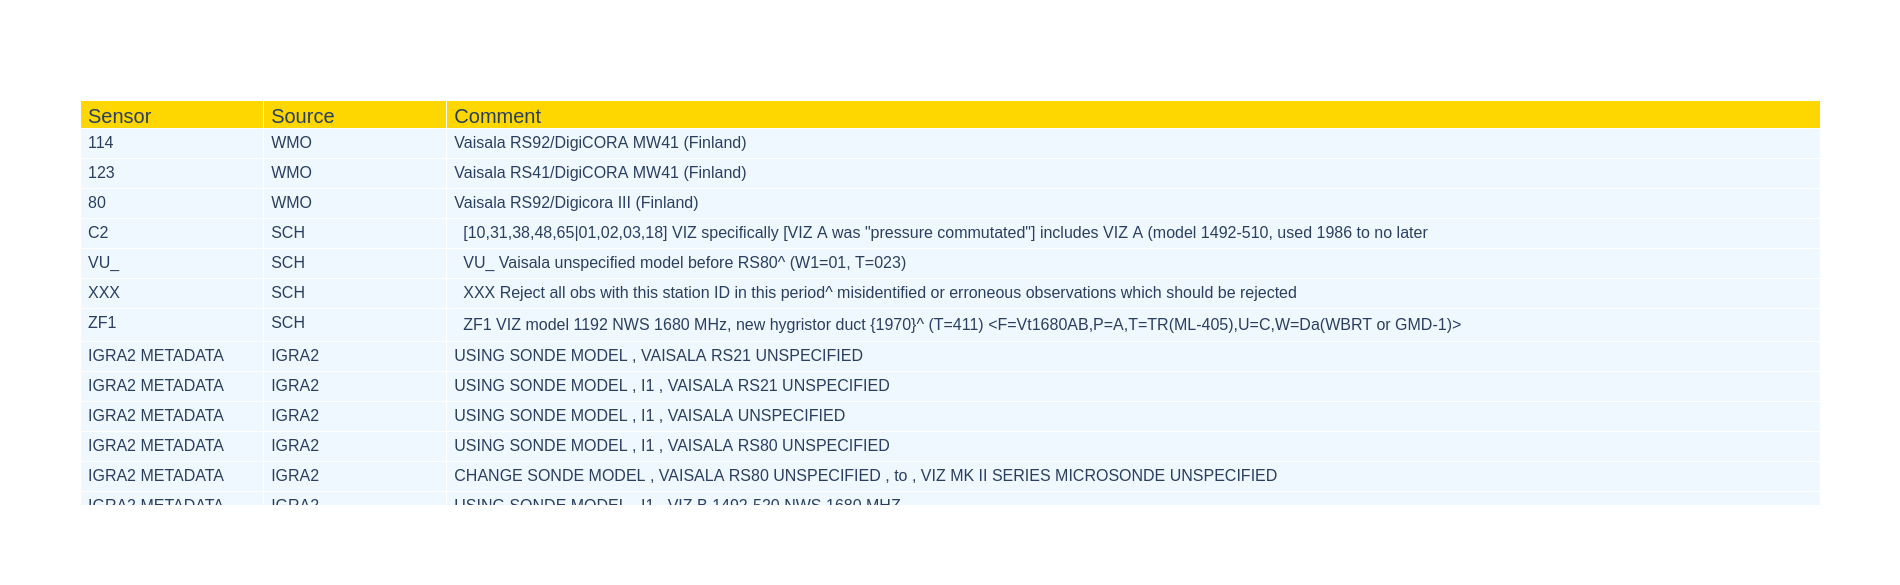 Sensor Source Comment
114 WMO Vaisala RS92/DigiCORA MW41 (Finland)
123 WMO Vaisala RS41/DigiCORA MW41 (Finland)
80 WMO Vaisala RS92/Digicora III (Finland)
C2 SCH [10,31,38,48,65|01,02,03,18] VIZ specifically [VIZ A was "pressure commutated"] includes VIZ A (model 1492-510, used 1986 to no later
VU_ SCH VU_ Vaisala unspecified model before RS80^ (W1=01, T=023)
XXX SCH XXX Reject all obs with this station ID in this period^ misidentified or erroneous observations which should be rejected
ZF1 SCH ZF1 VIZ model 1192 NWS 1680 MHz, new hygristor duct {1970}^ (T=411) <F=Vt1680AB,P=A,T=TR(ML-405),U=C,W=Da(WBRT or GMD-1)>
IGRA2 METADATA IGRA2 USING SONDE MODEL , VAISALA RS21 UNSPECIFIED
IGRA2 METADATA IGRA2 USING SONDE MODEL , I1 , VAISALA RS21 UNSPECIFIED
IGRA2 METADATA IGRA2 USING SONDE MODEL , I1 , VAISALA UNSPECIFIED
IGRA2 METADATA IGRA2 USING SONDE MODEL , I1 , VAISALA RS80 UNSPECIFIED
IGRA2 METADATA IGRA2 CHANGE SONDE MODEL , VAISALA RS80 UNSPECIFIED , to , VIZ MK II SERIES MICROSONDE UNSPECIFIED
IGRA2 METADATA IGRA2 USING SONDE MODEL , I1 , VIZ B 1492-520 NWS 1680 MHZ